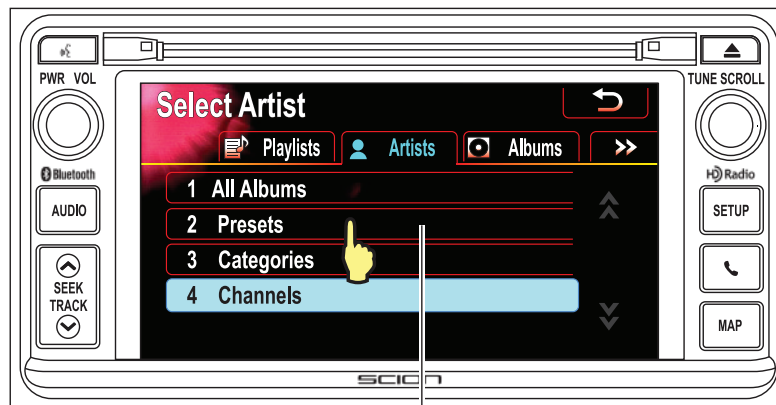 PWR VOL
TUNE SCROLL
Select Artist
Playlists
Artists
Albums
>>
Bluetooth
HD Radio
AUDIO
SETUP
1 All Albums
2 Presets
3 Categories
4 Channels
SEEK
TRACK
MAP
SCION